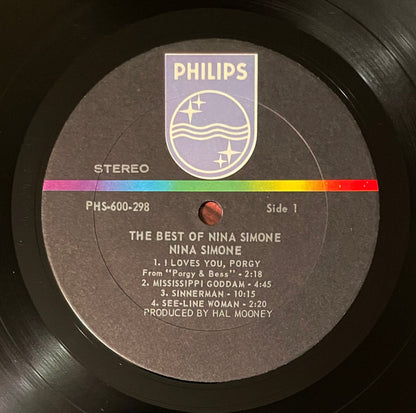 PHILIPS
STEREO
PHS-600-298 Side 1
THE BEST OF NINA SIMONE
NINA SIMONE
1. I LOVES YOU, PORGY
From "Porgy & Bess" - 2:18
2. MISSISSIPPI GODDAM - 4:45
3. SINNERMAN - 10:15
4. SEE-LINE WOMAN - 2:20
PRODUCED BY HAL MOONEY